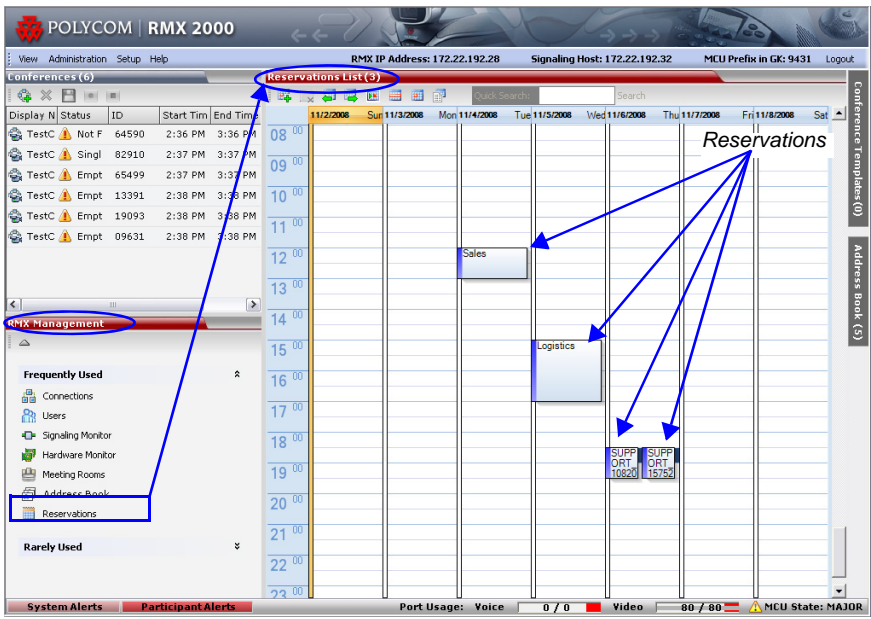 POLYCOM | RMX 2000
View Administration Setup Help RMX IP Address: 172.22.192.28 Signaling Host: 172.22.192.32 MCU Prefix in GK: 9431 Logout
Conferences (6)
Display N Status ID Start Tim End Time
TestC Not F 64590 2:36 PM 3:36 PM
TestC Singl 82910 2:37 PM 3:37 PM
TestC Empt 65499 2:37 PM 3:37 PM
TestC Empt 13391 2:38 PM 3:38 PM
TestC Empt 19093 2:38 PM 3:38 PM
TestC Empt 09631 2:38 PM 3:38 PM
RMX Management
Frequently Used
Connections
Users
Signaling Monitor
Hardware Monitor
Meeting Rooms
Address Book
Reservations
Rarely Used
Reservations List (3)
Quick Search: Search
11/2/2008 Sun 11/3/2008 Mon 11/4/2008 Tue 11/5/2008 Wed 11/6/2008 Thu 11/7/2008 Fri 11/8/2008 Sat
Reservations
08 00
09 00
10 00
11 00
12 00
Sales
13 00
14 00
15 00
Logistics
16 00
17 00
18 00
SUPP
ORT_
10820
SUPP
ORT_
15752
19 00
20 00
21 00
22 00
23 00
Conference Templates (0)
Address Book (5)
System Alerts Participant Alerts Port Usage: Voice 0 / 0 Video 80 / 80 MCU State: MAJOR